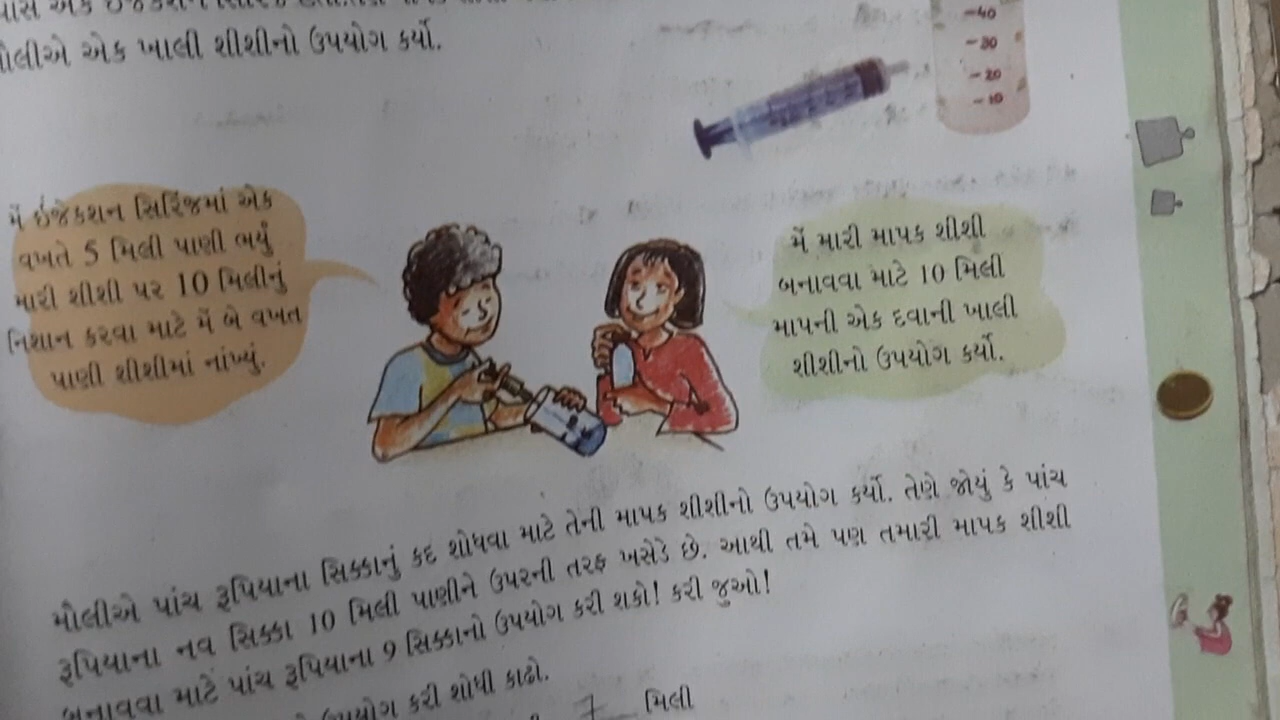 એક
મૌલીએ એક ખાલી શીશીનો ઉપયોગ કર્યો.
-40
-30
-20
-10
મેં ઇંજેકશન સિરિંજમાં એક
વખતે 5 મિલી પાણી ભર્યું
મારી શીશી પર 10 મિલીનું
નિશાન કરવા માટે મેં બે વખત
પાણી શીશીમાં નાંખ્યું.
મેં મારી માપક શીશી
બનાવવા માટે 10 મિલી
માપની એક દવાની ખાલી
શીશીનો ઉપયોગ કર્યો.
મૌલીએ પાંચ રૂપિયાના સિક્કાનું કદ શોધવા માટે તેની માપક શીશીનો ઉપયોગ કર્યો. તેણે જોયું કે પાંચ
રૂપિયાના નવ સિક્કા 10 મિલી પાણીને ઉપરની તરફ ખસેડે છે. આથી તમે પણ તમારી માપક શીશી
બનાવવા માટે પાંચ રૂપિયાના 9 સિક્કાનો ઉપયોગ કરી શકો! કરી જુઓ!
ઉપયોગ કરી શોધી કાઢો.
7 મિલી